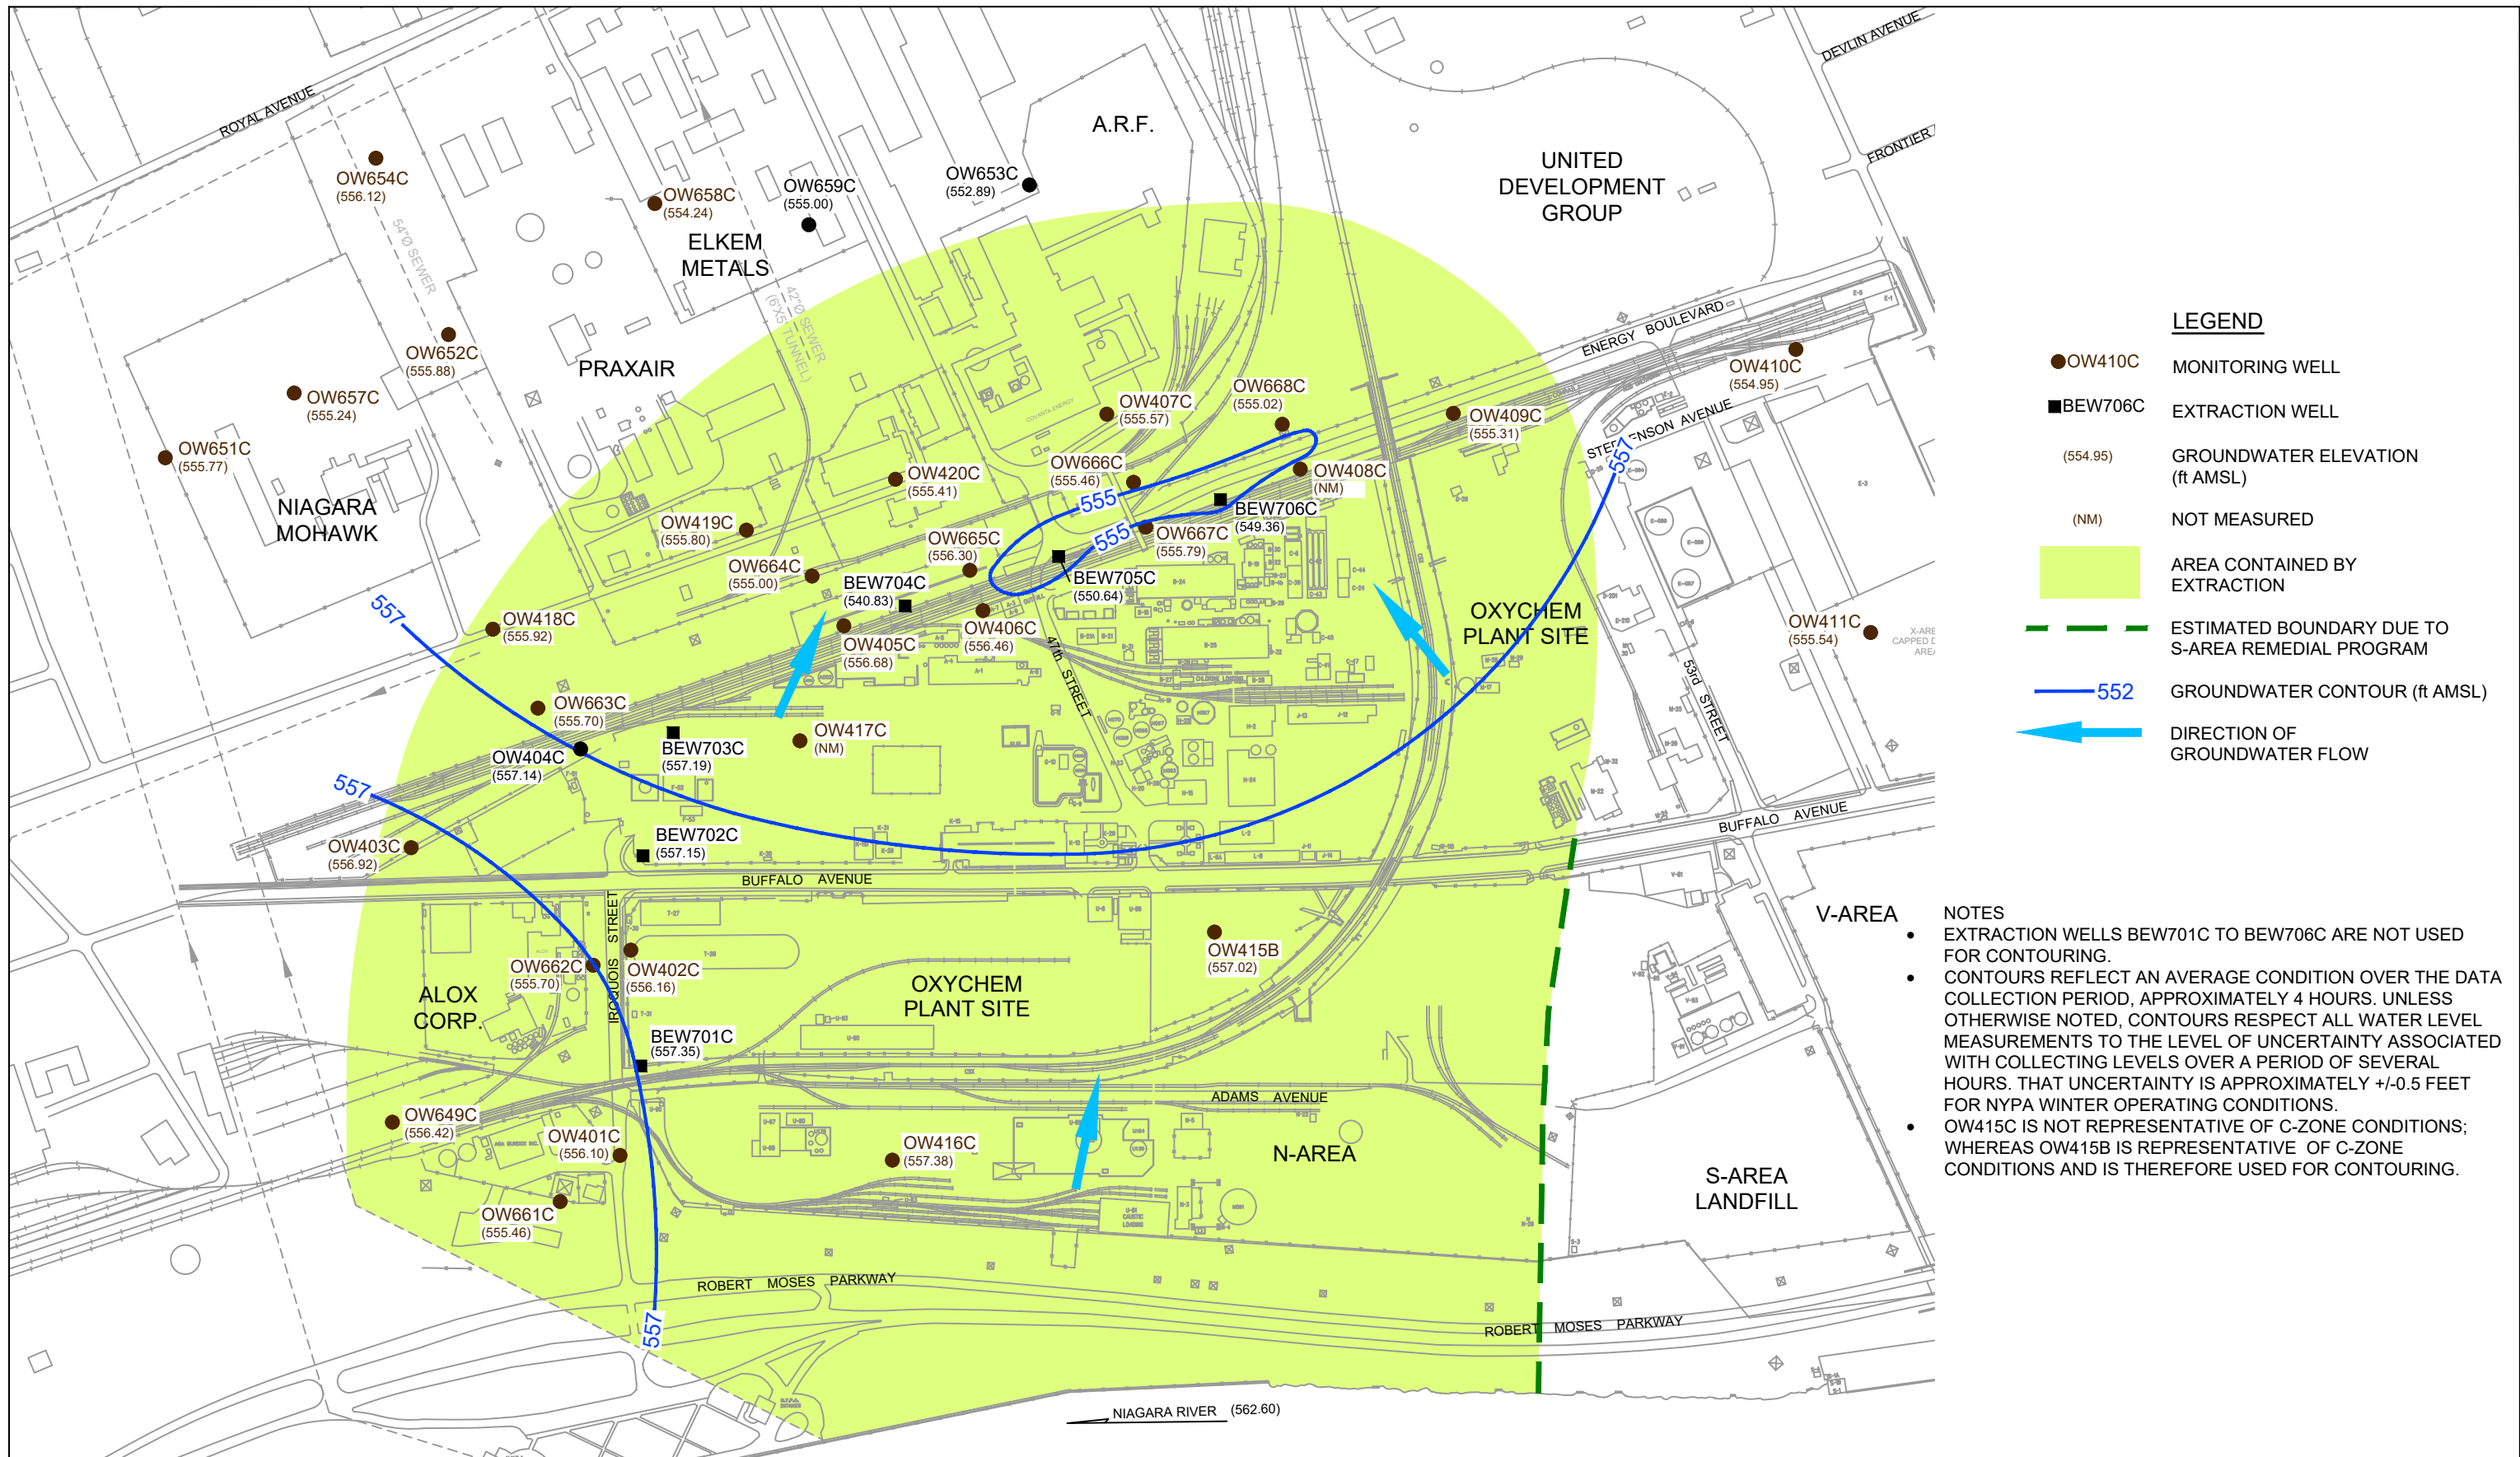 ROYAL AVENUE
DEVLIN AVENUE
FRONTIER
A.R.F.
UNITED
DEVELOPMENT
GROUP
OW654C
(556.12)
OW658C
(554.24)
OW659C
(555.00)
OW653C
(552.89)
54"Ø SEWER
ELKEM
METALS
42"Ø SEWER
(6'X5' TUNNEL)
OW652C
(555.88)
PRAXAIR
OW657C
(555.24)
OW651C
(555.77)
NIAGARA
MOHAWK
COVANTA ENERGY
OW407C
(555.57)
OW668C
(555.02)
OW409C
(555.31)
ENERGY BOULEVARD
OW410C
(554.95)
STEPHENSON AVENUE
557
OW420C
(555.41)
OW666C
(555.46)
OW408C
(NM)
555
BEW706C
(549.36)
OW419C
(555.80)
OW665C
(556.30)
555
OW667C
(555.79)
OW664C
(555.00)
BEW704C
(540.83)
BEW705C
(550.64)
557
OW418C
(555.92)
OW405C
(556.68)
OW406C
(556.46)
47th STREET
OXYCHEM
PLANT SITE
OW411C
(555.54)
53rd STREET
OW663C
(555.70)
OW417C
(NM)
OW404C
(557.14)
BEW703C
(557.19)
557
OW403C
(556.92)
BEW702C
(557.15)
BUFFALO AVENUE
BUFFALO AVENUE
IROQUOIS STREET
OW662C
(555.70)
OW402C
(556.16)
ALOX
CORP.
OXYCHEM
PLANT SITE
OW415B
(557.02)
V-AREA
BEW701C
(557.35)
CSX
ADAMS AVENUE
OW649C
(556.42)
OW401C
(556.10)
OW416C
(557.38)
N-AREA
U-91
CAUSTIC
LOADING
S-AREA
LANDFILL
OW661C
(555.46)
ROBERT MOSES PARKWAY
557
ROBERT MOSES PARKWAY
NIAGARA RIVER (562.60)
LEGEND
OW410C MONITORING WELL
BEW706C EXTRACTION WELL
(554.95) GROUNDWATER ELEVATION
(ft AMSL)
(NM) NOT MEASURED
AREA CONTAINED BY
EXTRACTION
ESTIMATED BOUNDARY DUE TO
S-AREA REMEDIAL PROGRAM
552 GROUNDWATER CONTOUR (ft AMSL)
DIRECTION OF
GROUNDWATER FLOW
NOTES
• EXTRACTION WELLS BEW701C TO BEW706C ARE NOT USED
FOR CONTOURING.
• CONTOURS REFLECT AN AVERAGE CONDITION OVER THE DATA
COLLECTION PERIOD, APPROXIMATELY 4 HOURS. UNLESS
OTHERWISE NOTED, CONTOURS RESPECT ALL WATER LEVEL
MEASUREMENTS TO THE LEVEL OF UNCERTAINTY ASSOCIATED
WITH COLLECTING LEVELS OVER A PERIOD OF SEVERAL
HOURS. THAT UNCERTAINTY IS APPROXIMATELY +/-0.5 FEET
FOR NYPA WINTER OPERATING CONDITIONS.
• OW415C IS NOT REPRESENTATIVE OF C-ZONE CONDITIONS;
WHEREAS OW415B IS REPRESENTATIVE OF C-ZONE
CONDITIONS AND IS THEREFORE USED FOR CONTOURING.